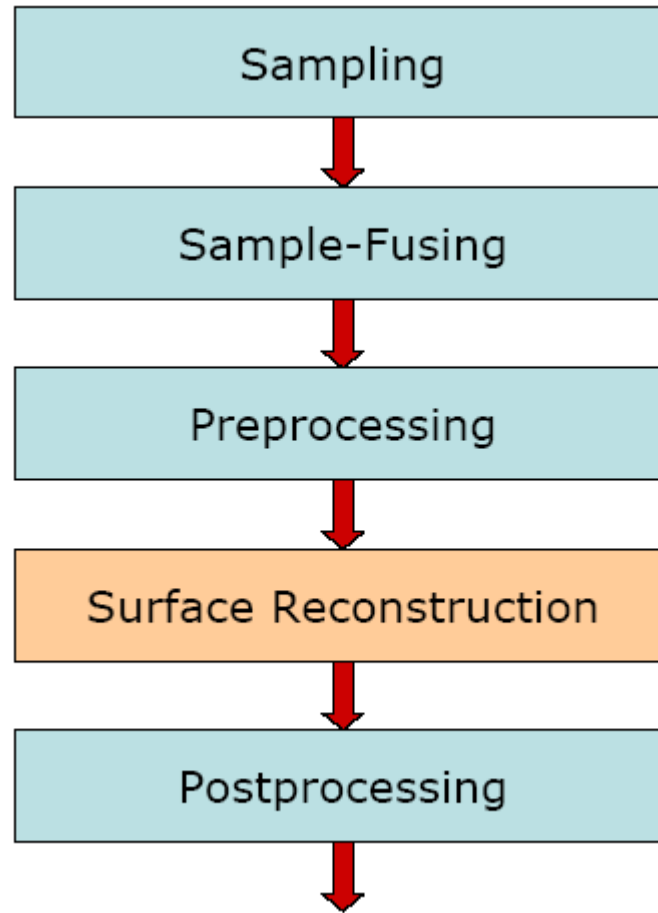 Sampling
Sample-Fusing
Preprocessing
Surface Reconstruction
Postprocessing